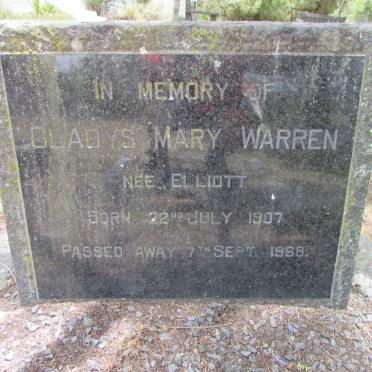 IN MEMORY OF
GLADYS MARY WARREN
NEE ELLIOTT
BORN 22ND JULY 1907
PASSED AWAY 7TH SEPT. 1968.